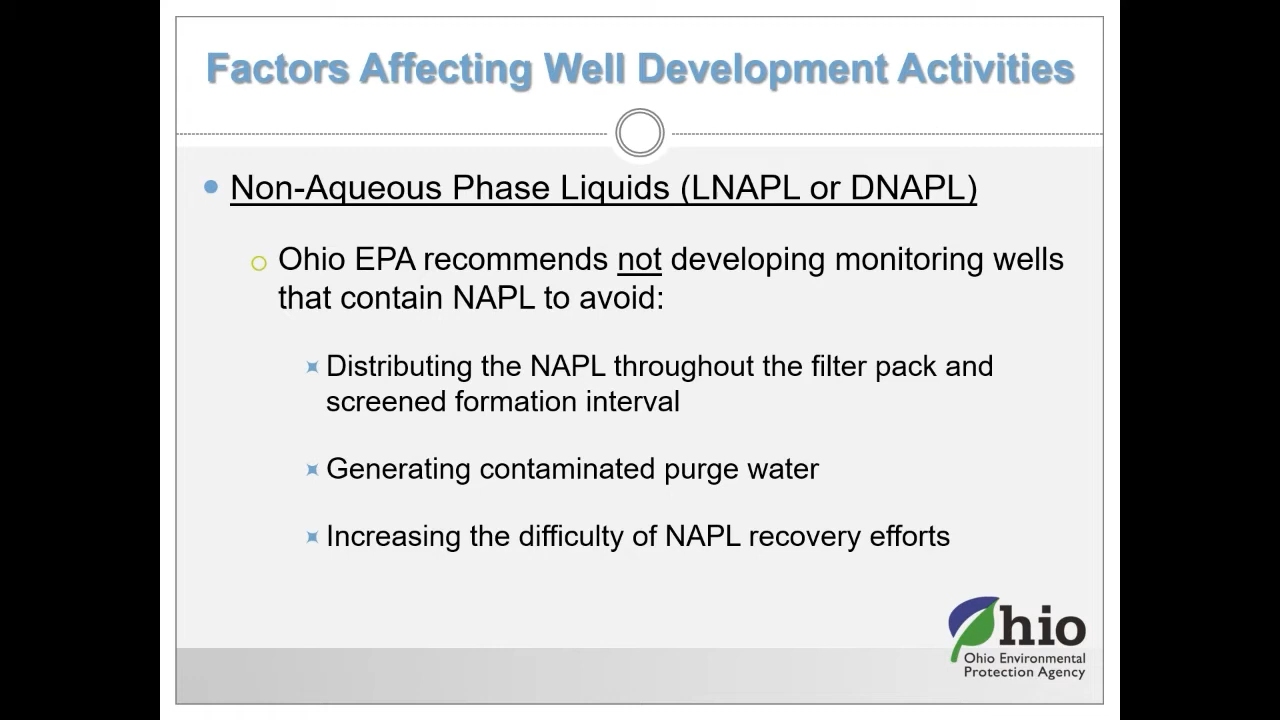 Factors Affecting Well Development Activities
Non-Aqueous Phase Liquids (LNAPL or DNAPL)
Ohio EPA recommends not developing monitoring wells
that contain NAPL to avoid:
Distributing the NAPL throughout the filter pack and
screened formation interval
Generating contaminated purge water
Increasing the difficulty of NAPL recovery efforts
Ohio
Ohio Environmental
Protection Agency